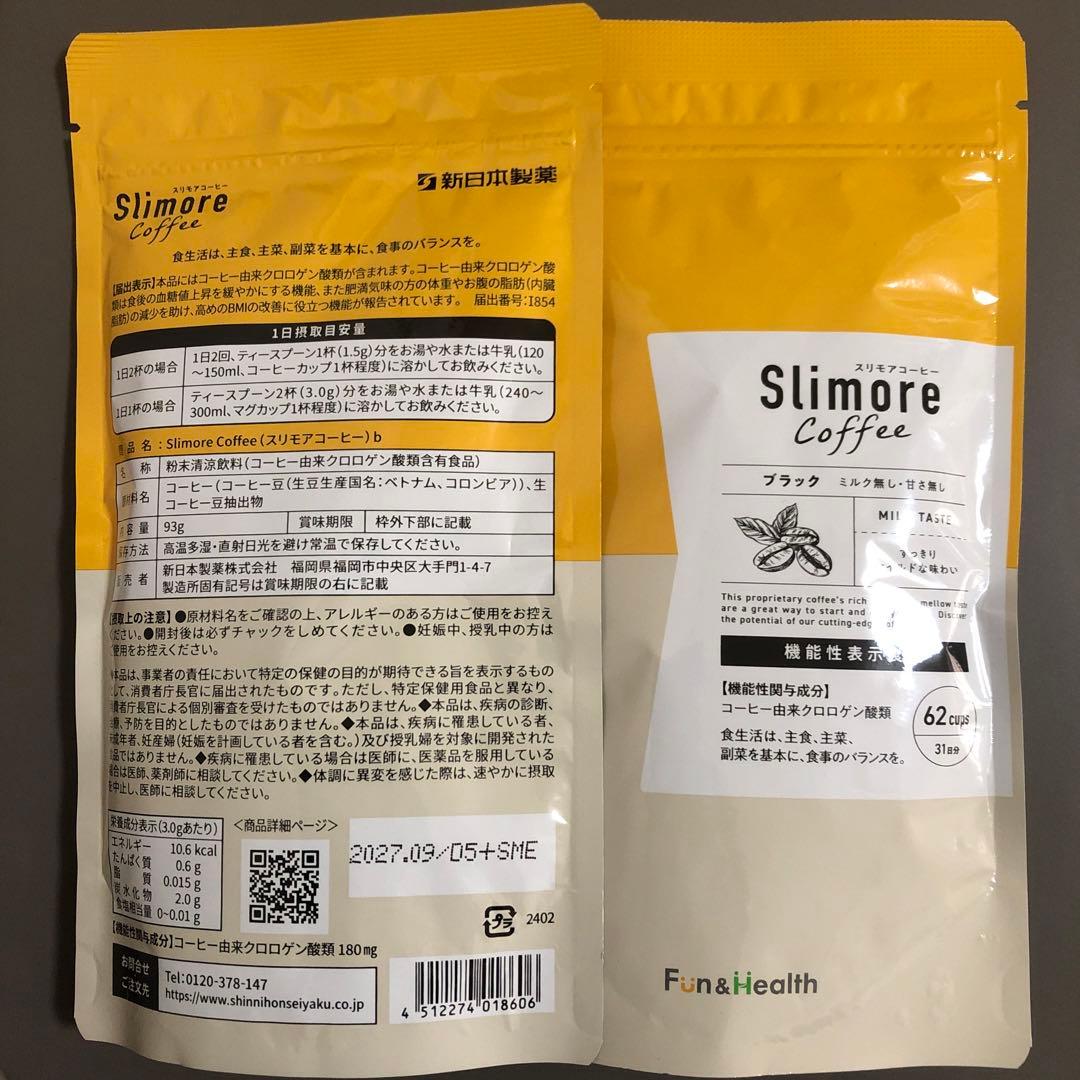 スリモアコーヒー
Slimore
Coffee
新日本製薬
食生活は、主食、主菜、副菜を基本に、食事のバランスを。
【届出表示】本品にはコーヒー由来クロロゲン酸類が含まれます。コーヒー由来クロロゲン酸
類は食後の血糖値上昇を緩やかにする機能、また肥満気味の方の体重やお腹の脂肪(内臓
脂肪)の減少を助け、高めのBMIの改善に役立つ機能が報告されています。 届出番号:I854
1日摂取目安量
1日2杯の場合 1日2回、ティースプーン1杯(1.5g)分をお湯や水または牛乳(120
~150ml、コーヒーカップ1杯程度)に溶かしてお飲みください。
1日1杯の場合 ティースプーン2杯(3.0g)分をお湯や水または牛乳(240~
300ml、マグカップ1杯程度)に溶かしてお飲みください。
商品名:Slimore Coffee(スリモアコーヒー)b
名称 粉末清涼飲料(コーヒー由来クロロゲン酸類含有食品)
原材料名 コーヒー(コーヒー豆(生豆生産国名:ベトナム、コロンビア))、生
コーヒー豆抽出物
内容量 93g 賞味期限 枠外下部に記載
保存方法 高温多湿・直射日光を避け常温で保存してください。
販売者 新日本製薬株式会社 福岡県福岡市中央区大手門1-4-7
製造所固有記号は賞味期限の右に記載
【摂取上の注意】●原材料名をご確認の上、アレルギーのある方はご使用をお控え
ください。●開封後は必ずチャックをしめてください。●妊娠中、授乳中の方は
ご使用をお控えください。
◆本品は、事業者の責任において特定の保健の目的が期待できる旨を表示するもの
として、消費者庁長官に届出されたものです。ただし、特定保健用食品と異なり、
消費者庁長官による個別審査を受けたものではありません。◆本品は、疾病の診断、
治療、予防を目的としたものではありません。◆本品は、疾病に罹患している者、
未成年者、妊産婦(妊娠を計画している者を含む。)及び授乳婦を対象に開発された
食品ではありません。◆疾病に罹患している場合は医師に、医薬品を服用している
場合は医師、薬剤師に相談してください。◆体調に異変を感じた際は、速やかに摂取
を中止し、医師に相談してください。
栄養成分表示(3.0gあたり)
エネルギー 10.6 kcal
たんぱく質 0.6 g
脂質 0.015 g
炭水化物 2.0 g
食塩相当量 0~0.01 g
<商品詳細ページ>
2027.09/D5+SME
プラ
2402
【機能性関与成分】コーヒー由来クロロゲン酸類 180mg
お問合せ
ご注文先
Tel:0120-378-147
https://www.shinnihonseiyaku.co.jp
4 512274 018606
スリモアコーヒー
Slimore
Coffee
ブラック ミルク無し・甘さ無し
TASTE
すっきり
マイルドな味わい
This proprietary coffee's rich mellow taste
are a great way to start and Discover
the potential of our cutting-edge
機能性表示
【機能性関与成分】
コーヒー由来クロロゲン酸類
62 cups
31日分
食生活は、主食、主菜、
副菜を基本に、食事のバランスを。
Fun&Health